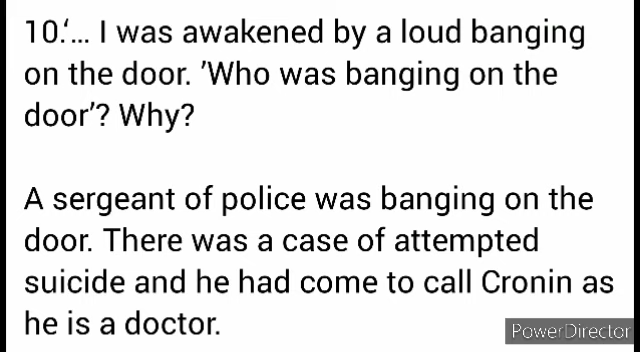 10.‘... I was awakened by a loud banging
on the door. ’Who was banging on the
door’? Why?
A sergeant of police was banging on the
door. There was a case of attempted
suicide and he had come to call Cronin as
he is a doctor.
PowerDirector